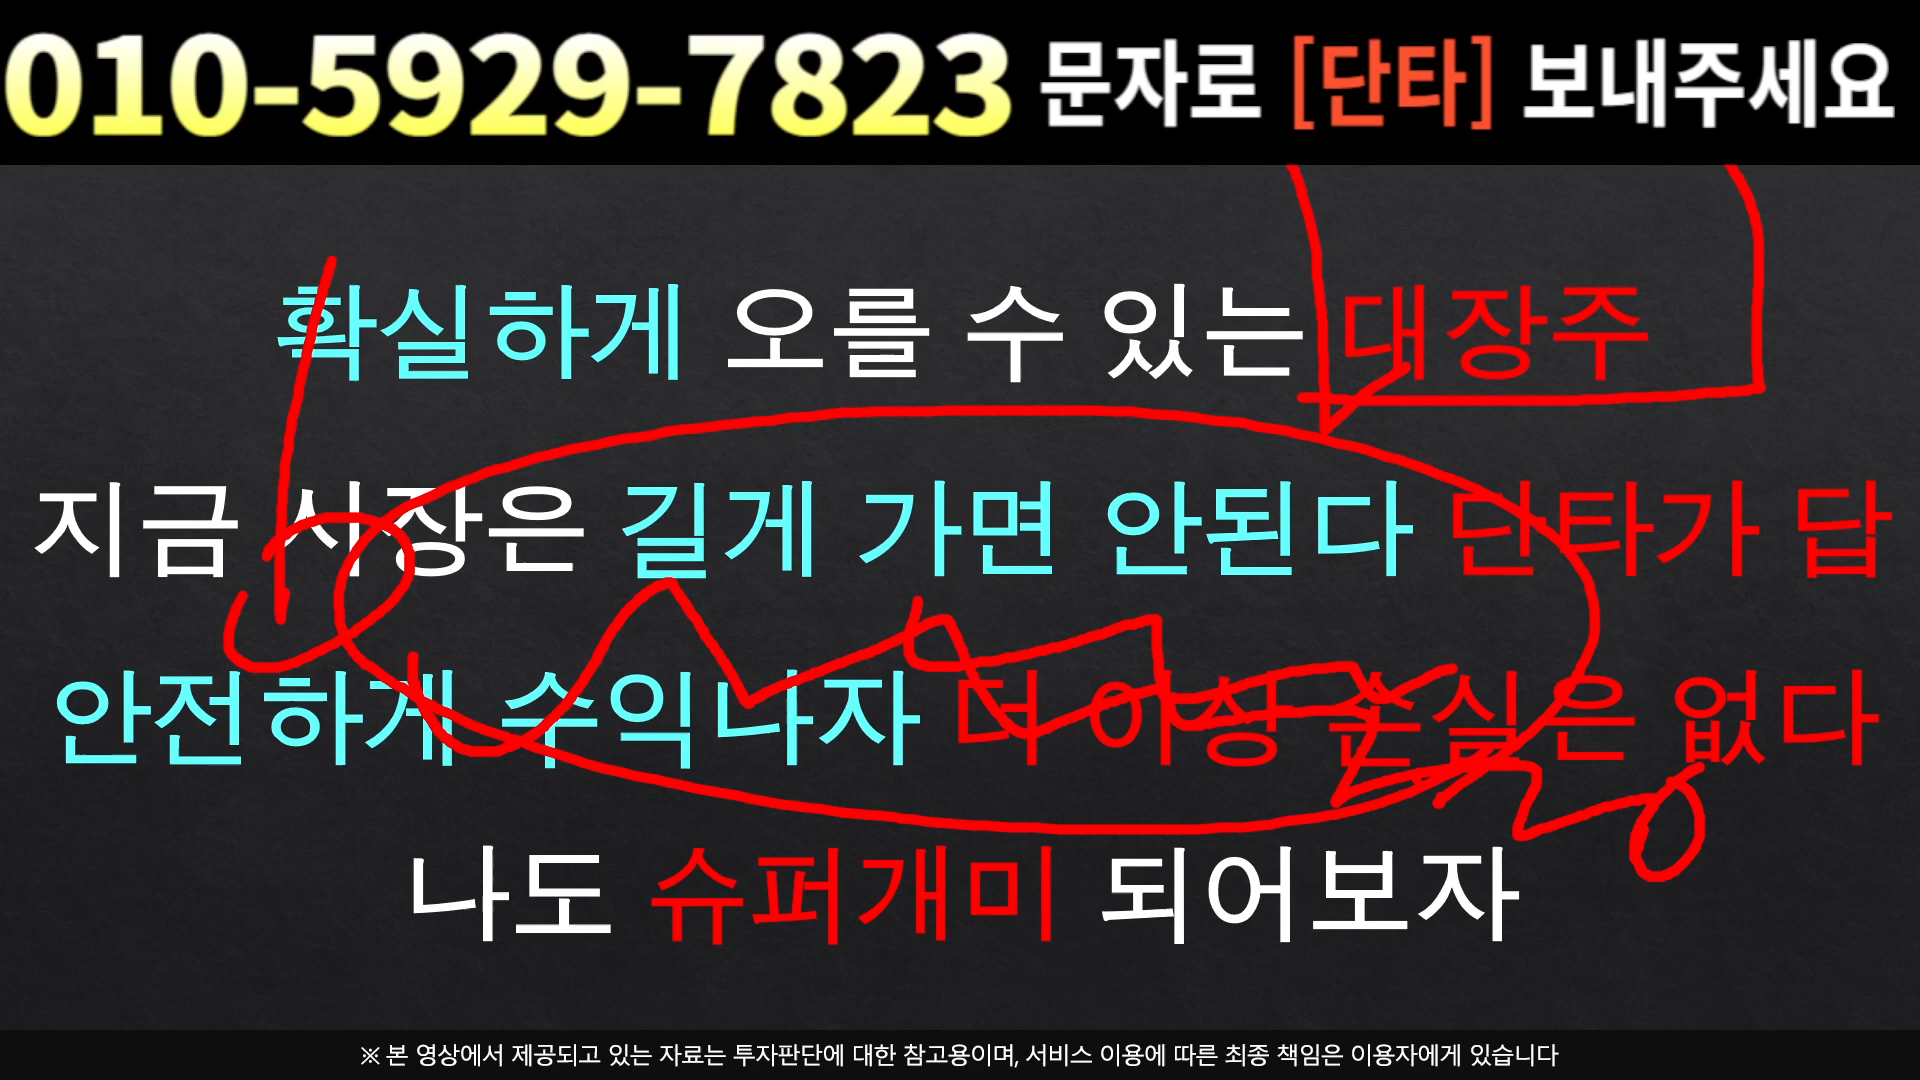 010-5929-7823 문자로 [단타] 보내주세요
확실하게 오를 수 있는 대장주
지금 시장은 길게 가면 안된다 단타가 답
안전하게 수익나자 더 이상 손실은 없다
나도 슈퍼개미 되어보자
※ 본 영상에서 제공되고 있는 자료는 투자판단에 대한 참고용이며, 서비스 이용에 따른 최종 책임은 이용자에게 있습니다